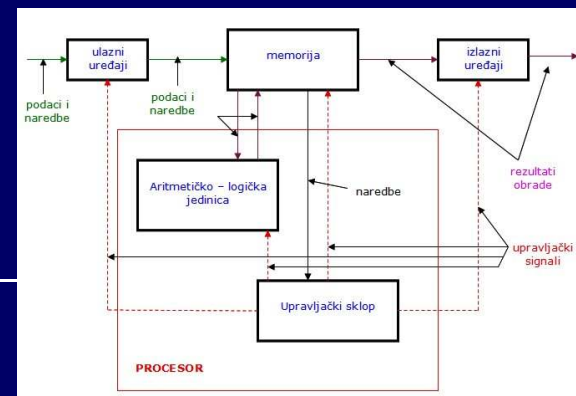 ulazni
uređaji
memorija
izlazni
uređaji
podaci i
naredbe
podaci i
naredbe
Aritmetičko – logička
jedinica
naredbe
rezultati
obrade
upravljački
signali
Upravljački sklop
PROCESOR